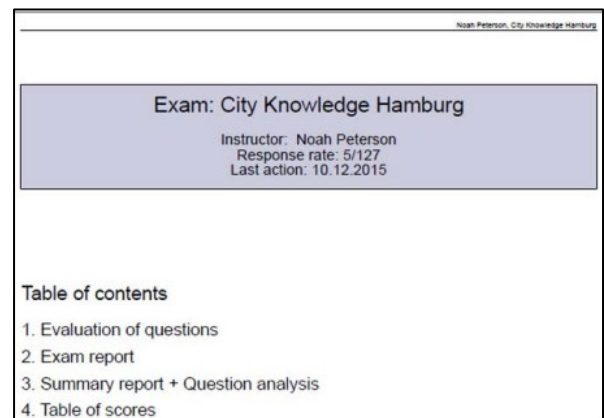 Noah Peterson, City Knowledge Hamburg
Exam: City Knowledge Hamburg
Instructor: Noah Peterson
Response rate: 5/127
Last action: 10.12.2015
Table of contents
1. Evaluation of questions
2. Exam report
3. Summary report + Question analysis
4. Table of scores